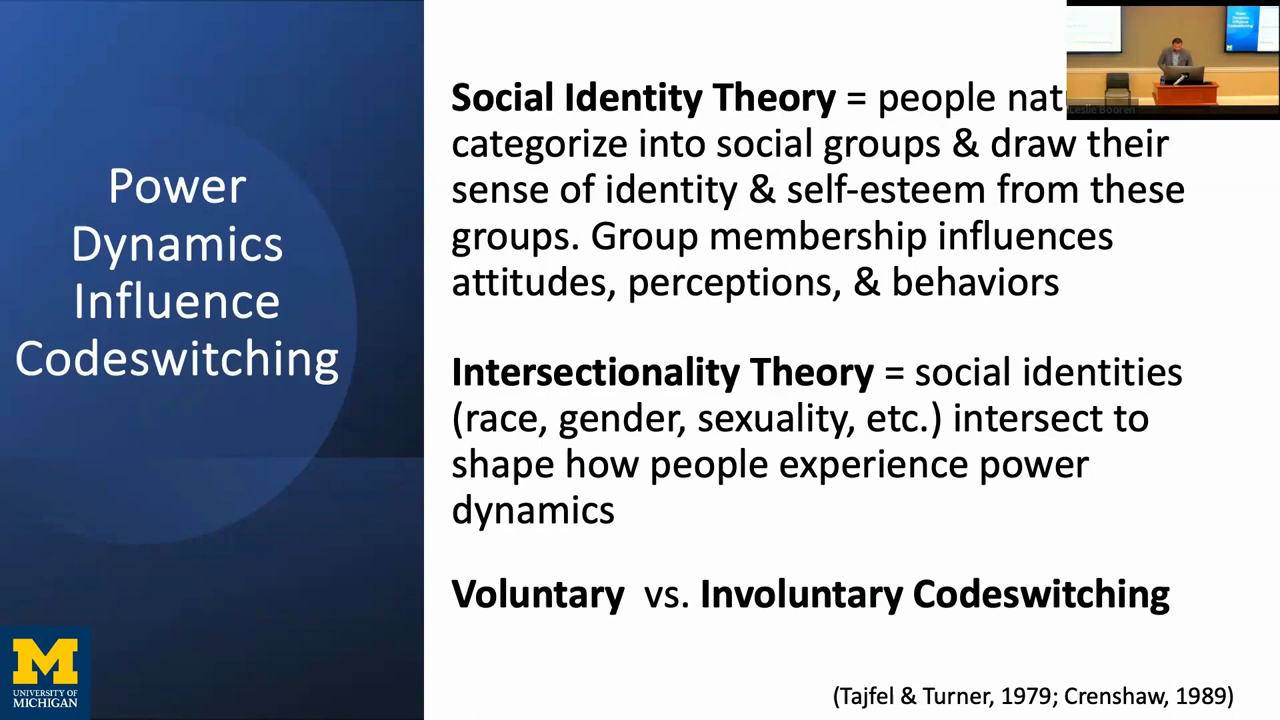 Power
Dynamics
Influence
Codeswitching
Social Identity Theory = people
categorize into social groups & draw their
sense of identity & self-esteem from these
groups. Group membership influences
attitudes, perceptions, & behaviors
Intersectionality Theory = social identities
(race, gender, sexuality, etc.) intersect to
shape how people experience power
dynamics
Voluntary vs. Involuntary Codeswitching
(Tajfel & Turner, 1979; Crenshaw, 1989)
M
UNIVERSITY OF
MICHIGAN
Leslie Booren